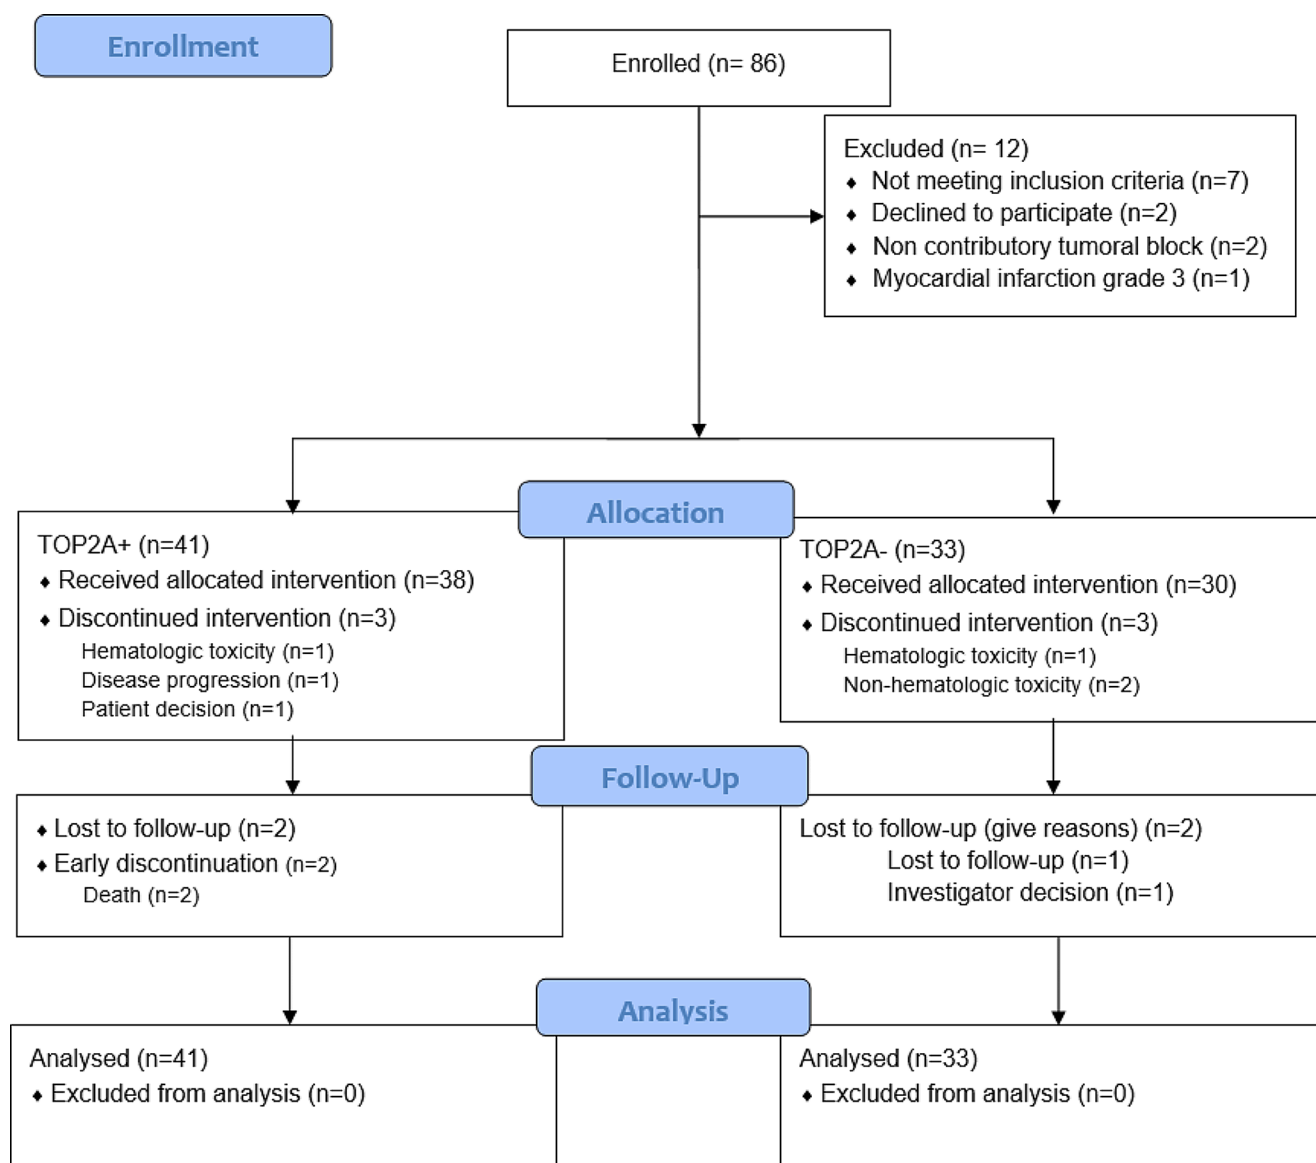 Enrollment
Enrolled (n= 86)
Excluded (n= 12)
♦ Not meeting inclusion criteria (n=7)
♦ Declined to participate (n=2)
♦ Non contributory tumoral block (n=2)
♦ Myocardial infarction grade 3 (n=1)
Allocation
TOP2A+ (n=41)
♦ Received allocated intervention (n=38)
♦ Discontinued intervention (n=3)
Hematologic toxicity (n=1)
Disease progression (n=1)
Patient decision (n=1)
TOP2A- (n=33)
♦ Received allocated intervention (n=30)
♦ Discontinued intervention (n=3)
Hematologic toxicity (n=1)
Non-hematologic toxicity (n=2)
Follow-Up
♦ Lost to follow-up (n=2)
♦ Early discontinuation (n=2)
Death (n=2)
Lost to follow-up (give reasons) (n=2)
Lost to follow-up (n=1)
Investigator decision (n=1)
Analysis
Analysed (n=41)
♦ Excluded from analysis (n=0)
Analysed (n=33)
♦ Excluded from analysis (n=0)